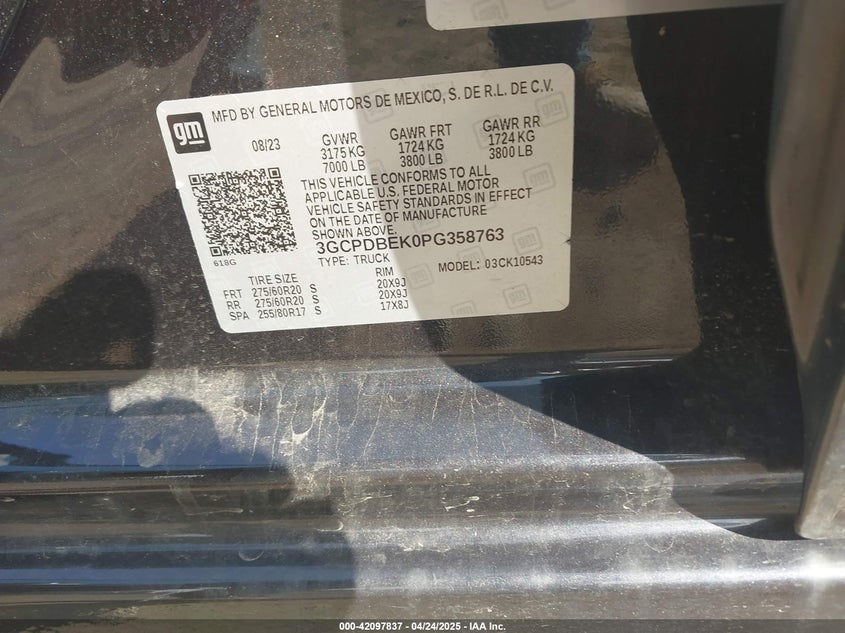 MFD BY GENERAL MOTORS DE MEXICO, S. DE R.L. DE C.V.
gm
08/23 GVWR GAWR FRT GAWR RR
3175 KG 1724 KG 1724 KG
7000 LB 3800 LB 3800 LB
THIS VEHICLE CONFORMS TO ALL
APPLICABLE U.S. FEDERAL MOTOR
VEHICLE SAFETY STANDARDS IN EFFECT
ON THE DATE OF MANUFACTURE
SHOWN ABOVE.
3GCPDBEK0PG358763
618G TYPE: TRUCK MODEL: 03CK10543
TIRE SIZE RIM
FRT 275/60R20 S 20X9J
RR 275/60R20 S 20X9J
SPA 255/80R17 S 17X8J
000-42097837 - 04/24/2025 - IAA Inc.